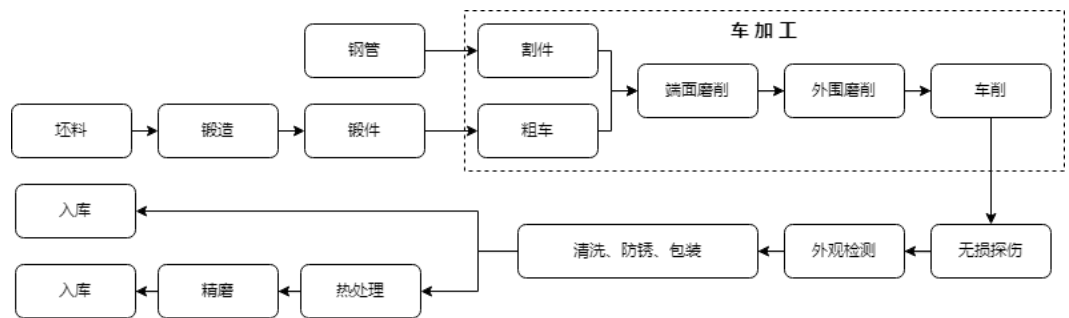 车加工
钢管
割件
端面磨削
外围磨削
车削
坯料
锻造
锻件
粗车
入库
清洗、防锈、包装
外观检测
无损探伤
入库
精磨
热处理